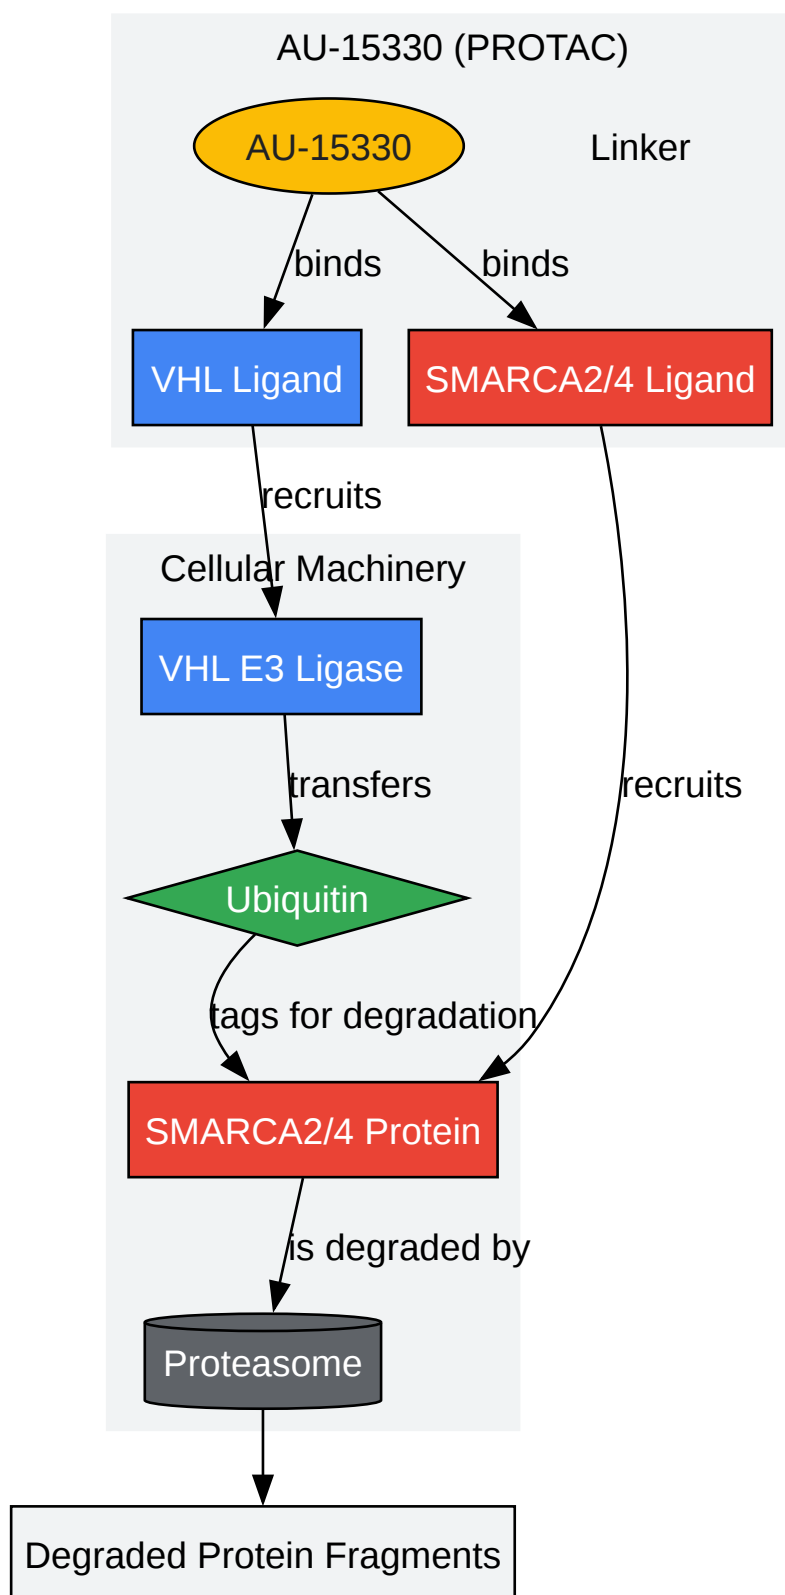 AU-15330 (PROTAC)
AU-15330
Linker
binds
binds
VHL Ligand
SMARCA2/4 Ligand
recruits
Cellular Machinery
VHL E3 Ligase
transfers
recruits
Ubiquitin
tags for degradation
SMARCA2/4 Protein
is degraded by
Proteasome
Degraded Protein Fragments